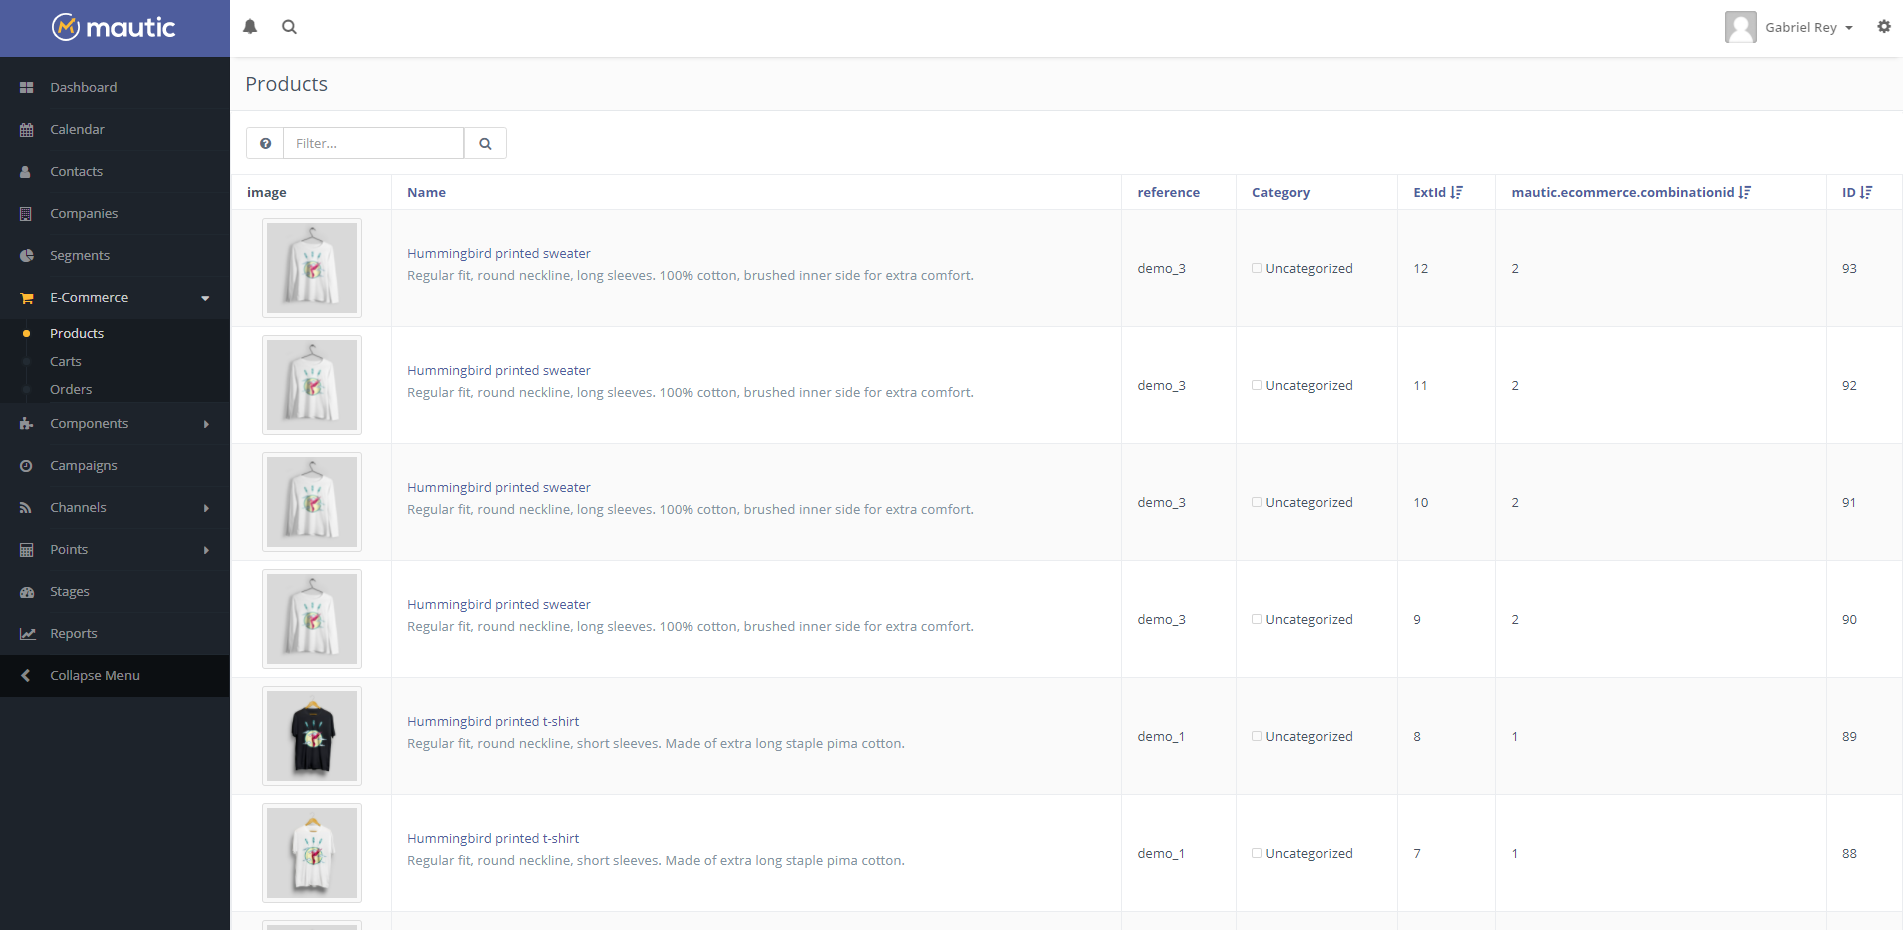 mautic
Gabriel Rey
Dashboard
Calendar
Contacts
Companies
Segments
E-Commerce
Products
Carts
Orders
Components
Campaigns
Channels
Points
Stages
Reports
Collapse Menu
Products
Filter...
image Name reference Category ExtId mautic.ecommerce.combinationid ID
Hummingbird printed sweater
Regular fit, round neckline, long sleeves. 100% cotton, brushed inner side for extra comfort.
demo_3 Uncategorized 12 2 93
Hummingbird printed sweater
Regular fit, round neckline, long sleeves. 100% cotton, brushed inner side for extra comfort.
demo_3 Uncategorized 11 2 92
Hummingbird printed sweater
Regular fit, round neckline, long sleeves. 100% cotton, brushed inner side for extra comfort.
demo_3 Uncategorized 10 2 91
Hummingbird printed sweater
Regular fit, round neckline, long sleeves. 100% cotton, brushed inner side for extra comfort.
demo_3 Uncategorized 9 2 90
Hummingbird printed t-shirt
Regular fit, round neckline, short sleeves. Made of extra long staple pima cotton.
demo_1 Uncategorized 8 1 89
Hummingbird printed t-shirt
Regular fit, round neckline, short sleeves. Made of extra long staple pima cotton.
demo_1 Uncategorized 7 1 88